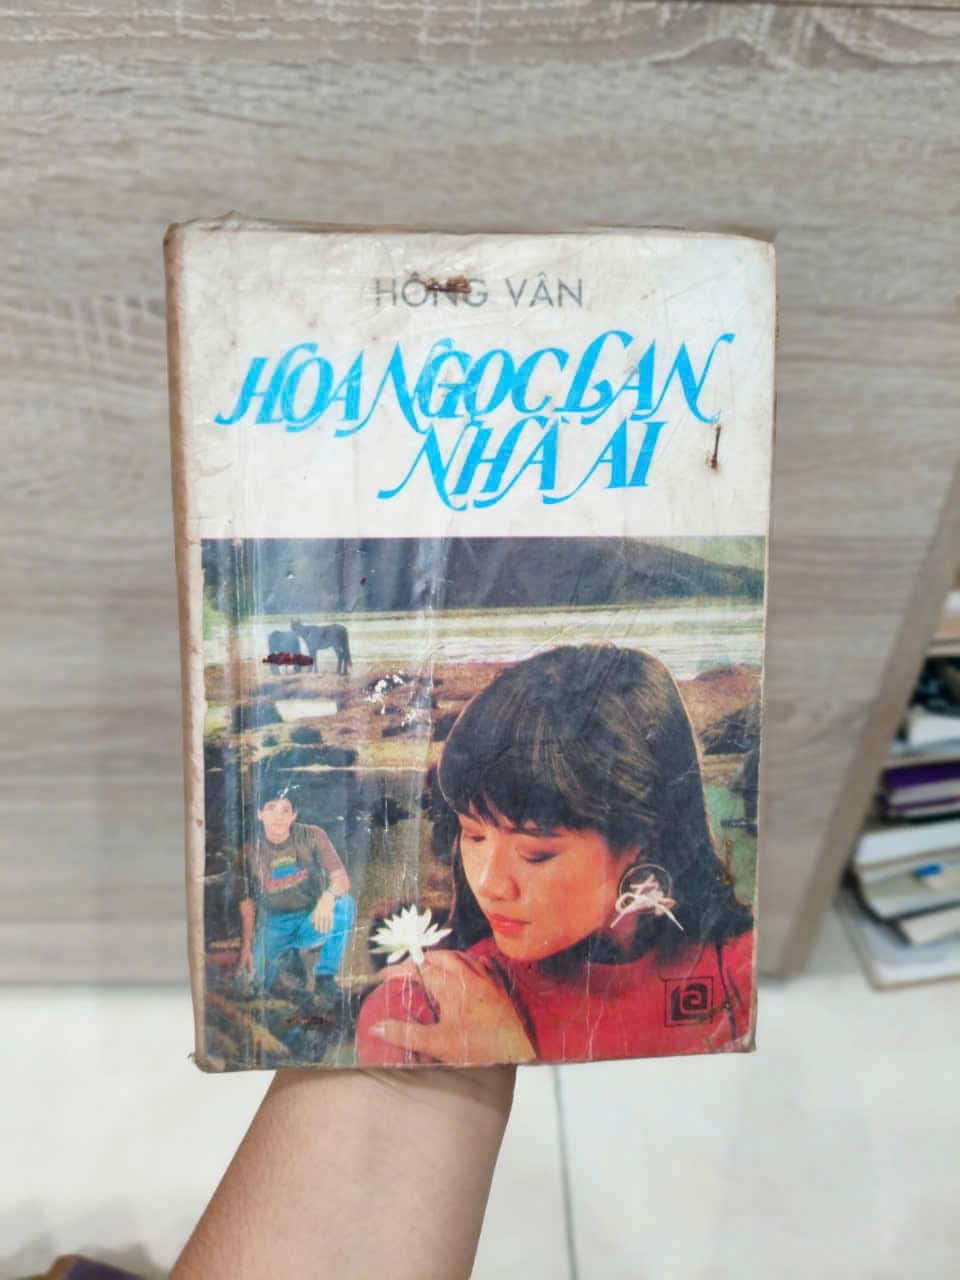 HỒNG VÂN
HOA NGỌC LAN
NHÀ AI